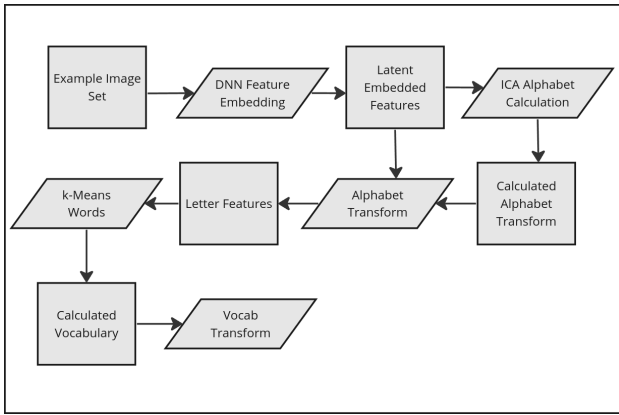 Example Image
Set
DNN Feature
Embedding
Latent
Embedded
Features
ICA Alphabet
Calculation
k-Means
Words
Letter Features
Alphabet
Transform
Calculated
Alphabet
Transform
Calculated
Vocabulary
Vocab
Transform